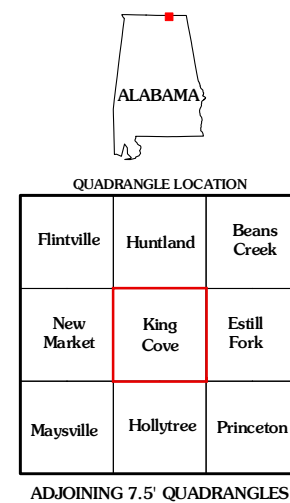 ALABAMA
QUADRANGLE LOCATION
Flintville
Huntland
Beans
Creek
New
Market
King
Cove
Estill
Fork
Maysville
Hollytree
Princeton
ADJOINING 7.5' QUADRANGLES